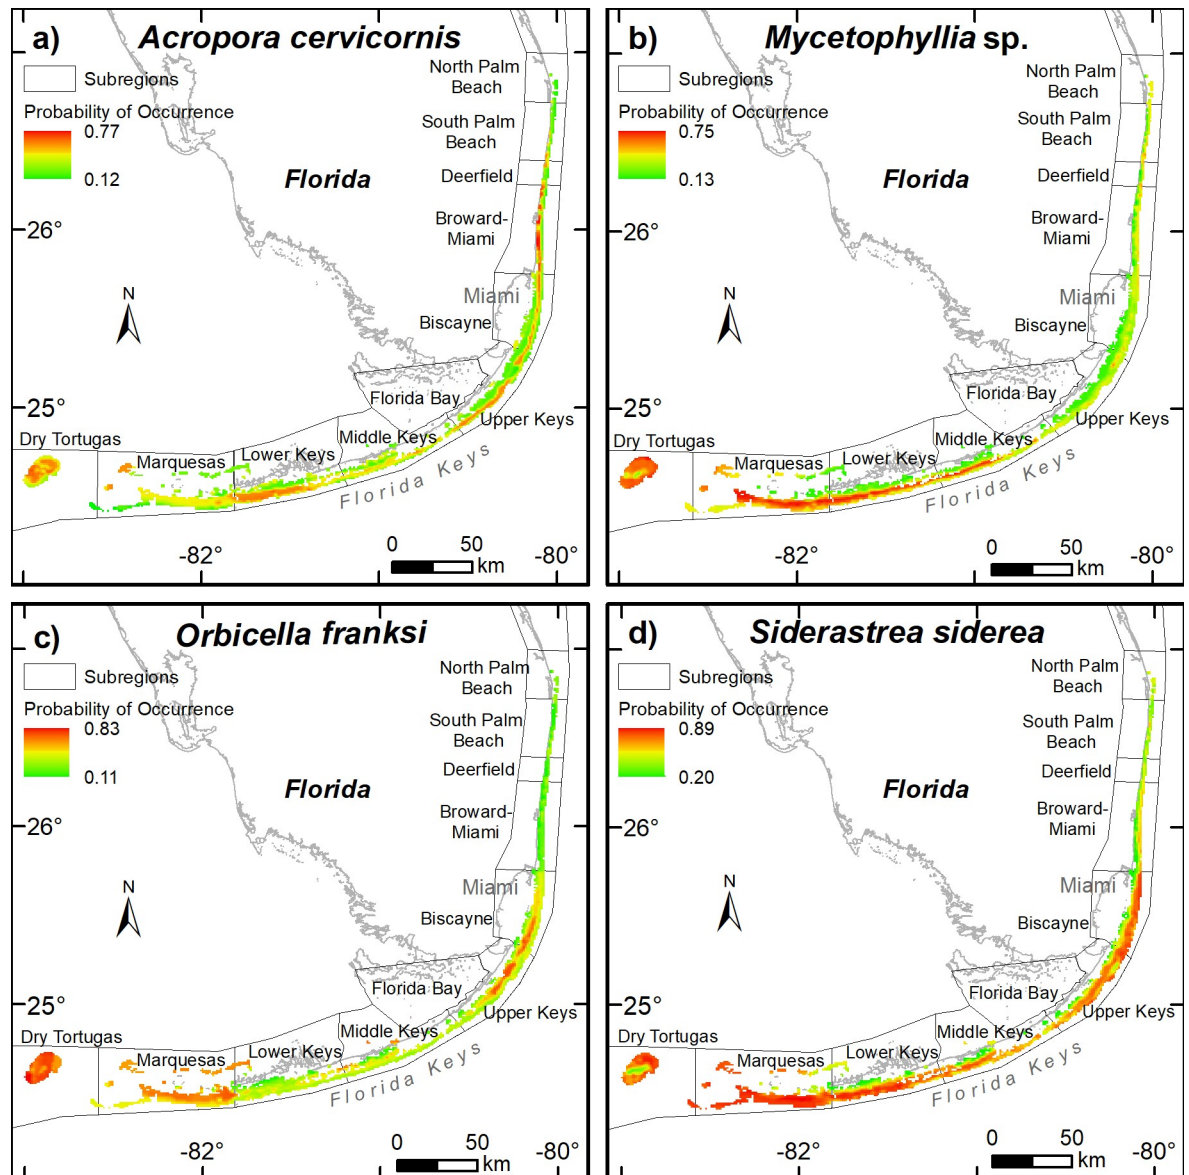 a) Acropora cervicornis
Subregions
Probability of Occurrence
0.77
0.12
North Palm
Beach
South Palm
Beach
Deerfield
Florida
Broward-
Miami
26°
Miami
N
Biscayne
25°
Florida Bay
Upper Keys
Dry Tortugas
Middle Keys
Marquesas
Lower Keys
Florida Keys
-82°
0 50
km
-80°
b) Mycetophyllia sp.
Subregions
Probability of Occurrence
0.75
0.13
North Palm
Beach
South Palm
Beach
Deerfield
Florida
Broward-
Miami
26°
Miami
N
Biscayne
25°
Florida Bay
Upper Keys
Dry Tortugas
Middle Keys
Marquesas
Lower Keys
Florida Keys
-82°
0 50
km
-80°
c) Orbicella franksi
Subregions
Probability of Occurrence
0.83
0.11
North Palm
Beach
South Palm
Beach
Deerfield
Florida
Broward-
Miami
26°
Miami
N
Biscayne
25°
Florida Bay
Upper Keys
Dry Tortugas
Middle Keys
Marquesas
Lower Keys
Florida Keys
-82°
0 50
km
-80°
d) Siderastrea siderea
Subregions
Probability of Occurrence
0.89
0.20
North Palm
Beach
South Palm
Beach
Deerfield
Florida
Broward-
Miami
26°
Miami
N
Biscayne
25°
Florida Bay
Upper Keys
Dry Tortugas
Middle Keys
Marquesas
Lower Keys
Florida Keys
-82°
0 50
km
-80°